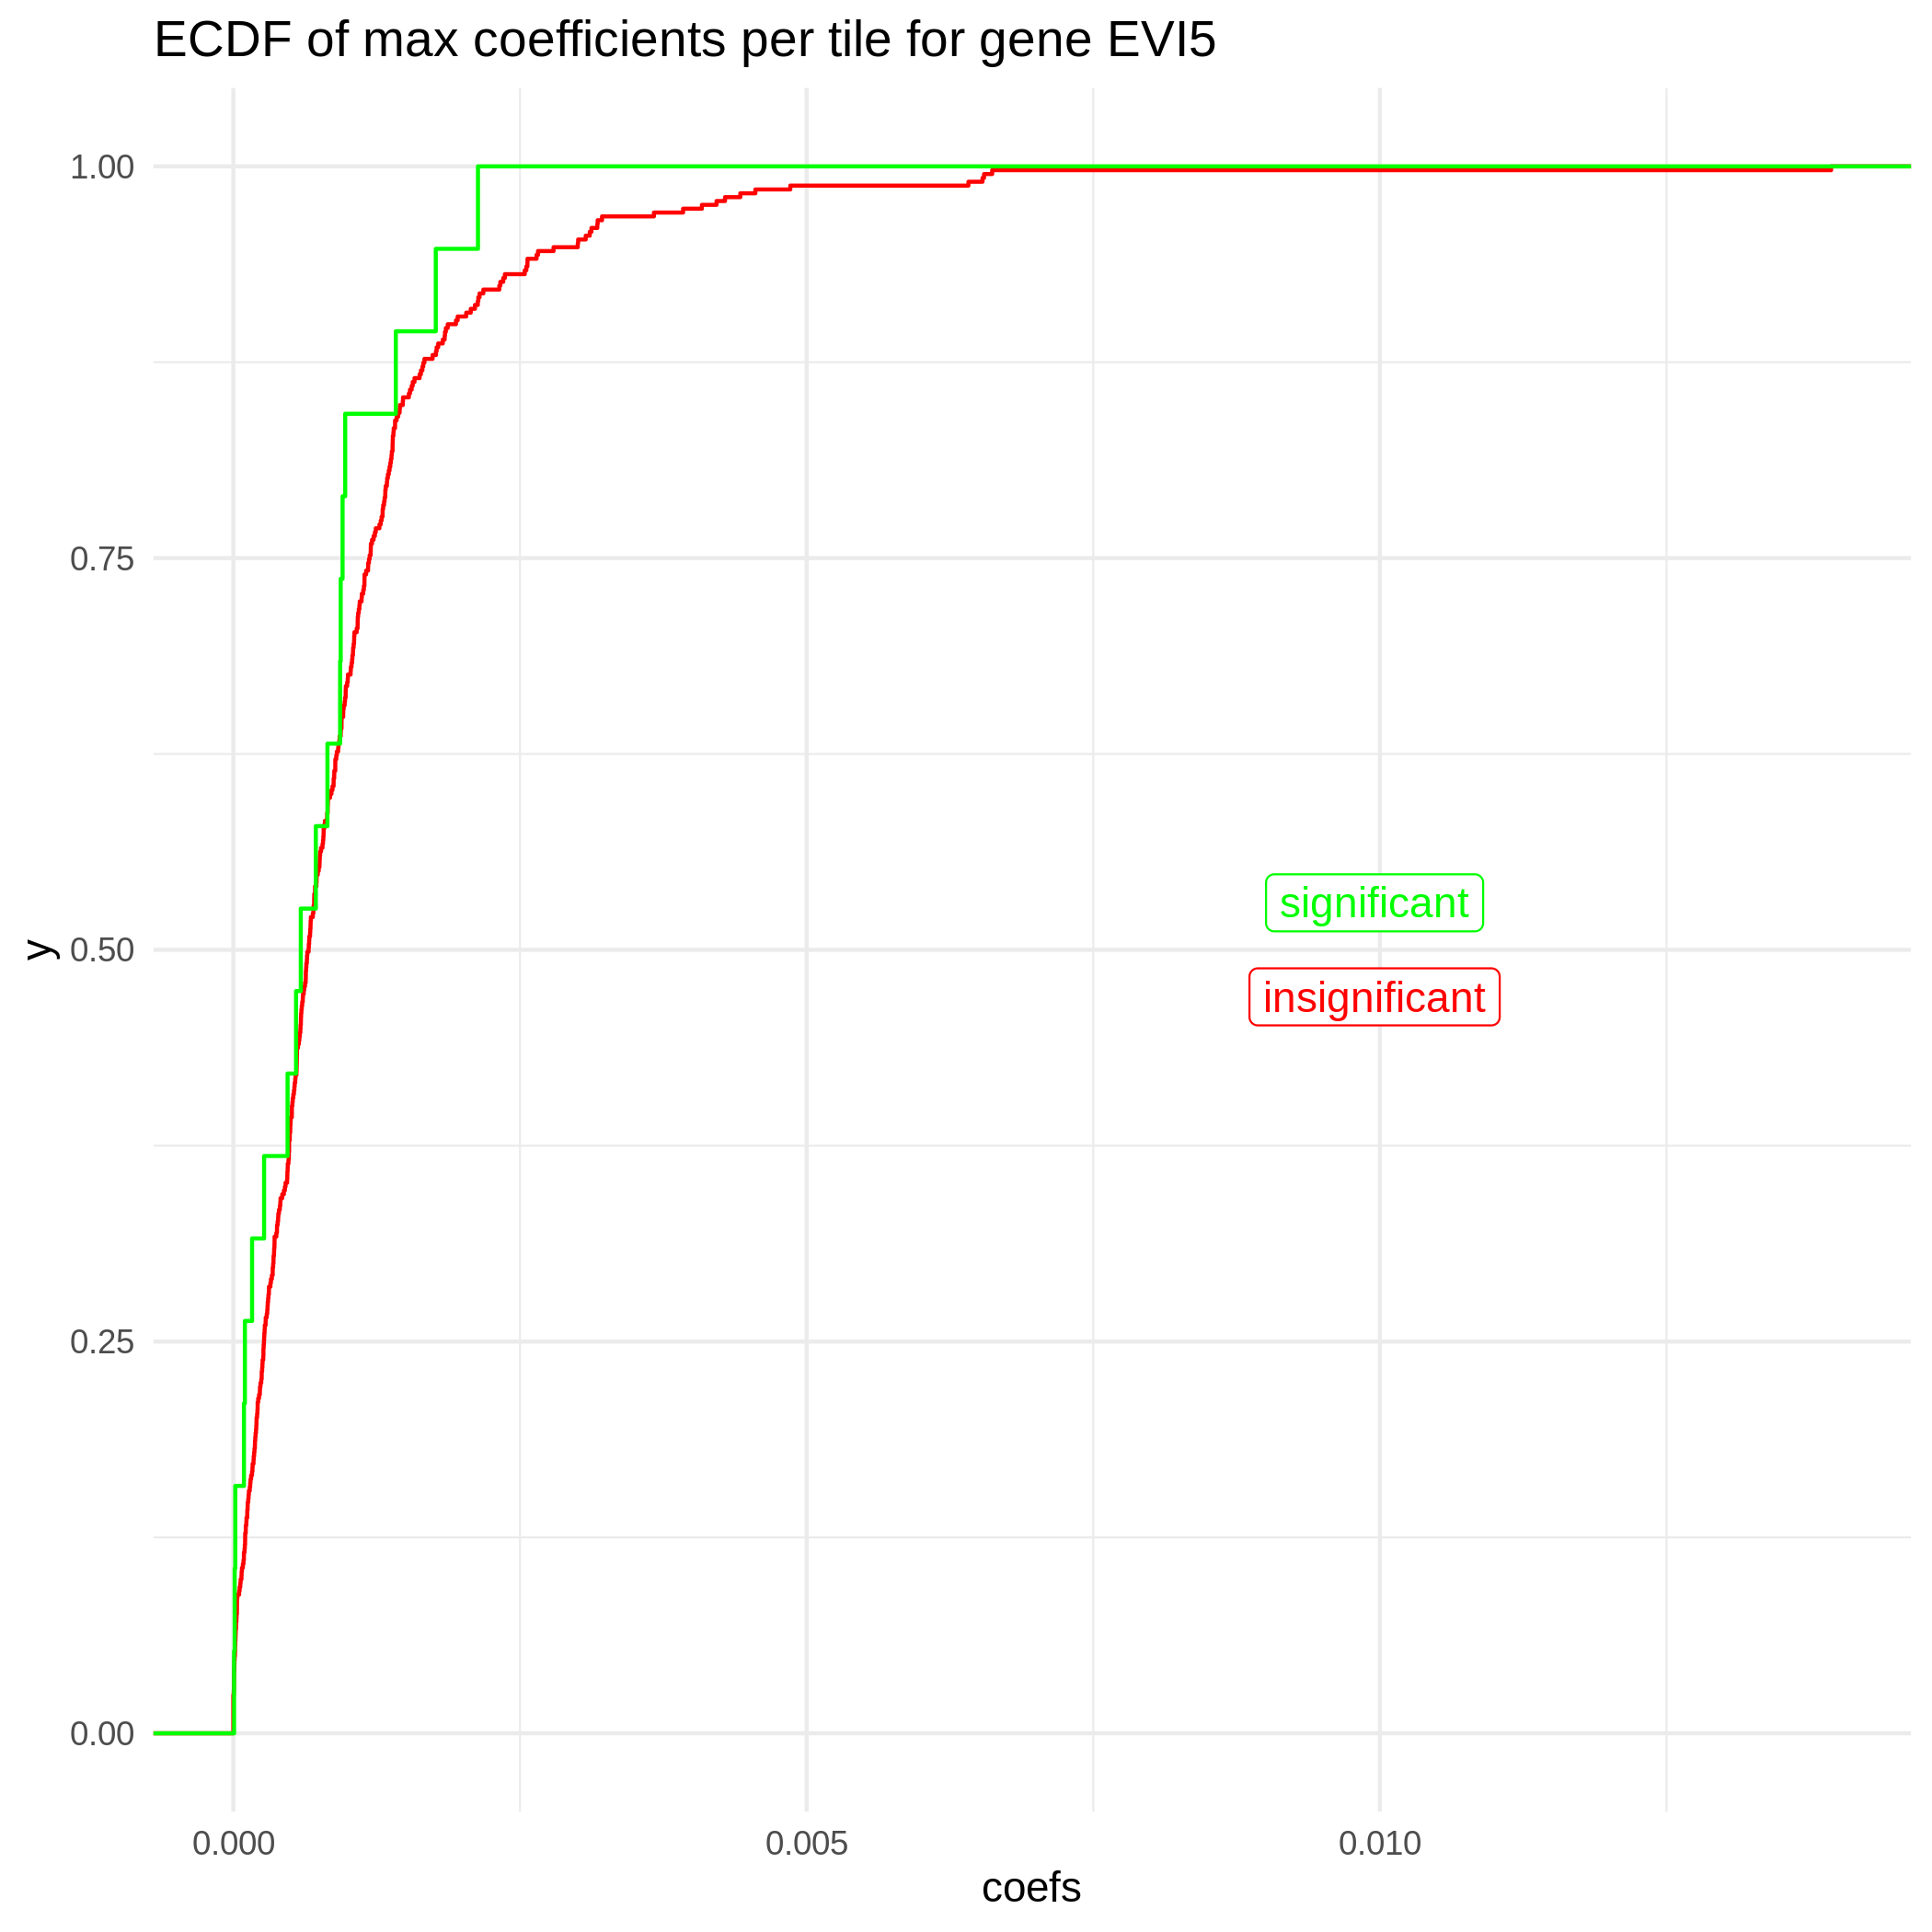 ECDF of max coefficients per tile for gene EVI5
1.00
0.75
0.50
0.25
0.00
y
significant
insignificant
0.000
0.005
0.010
coefs